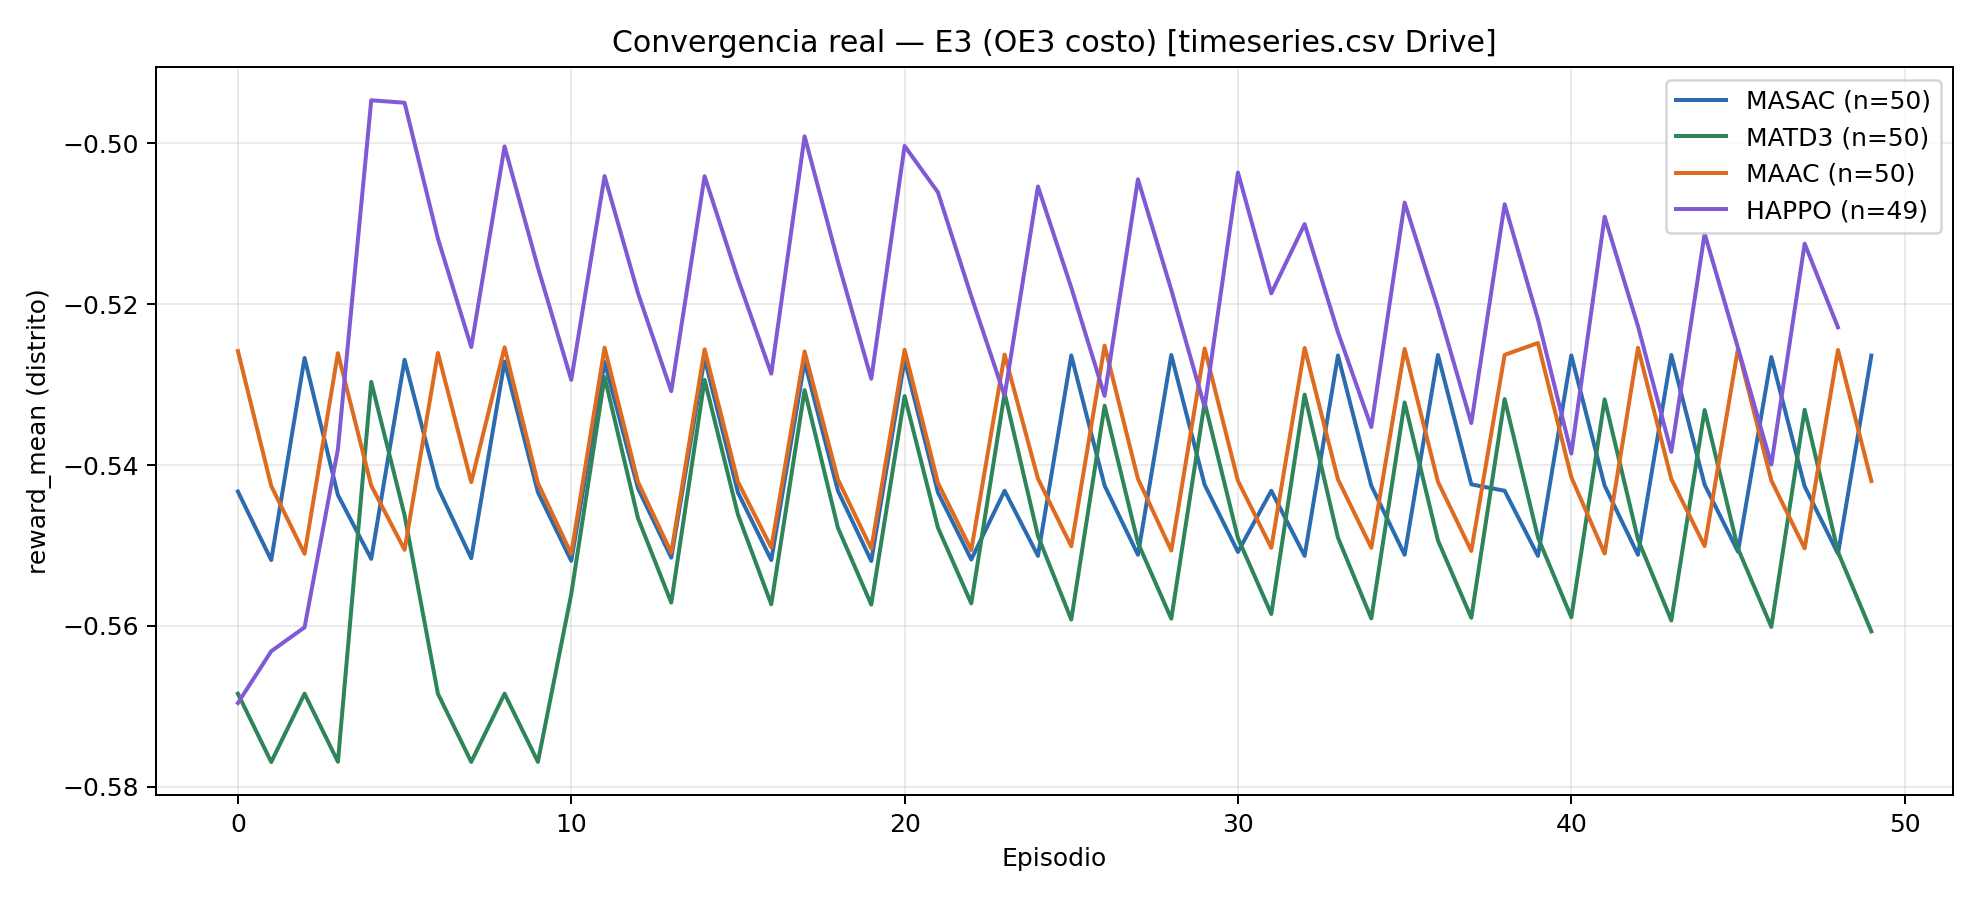 Convergencia real — E3 (OE3 costo) [timeseries.csv Drive]
MASAC (n=50)
MATD3 (n=50)
MAAC (n=50)
HAPPO (n=49)
reward_mean (distrito)
−0.50
−0.52
−0.54
−0.56
−0.58
0
10
20
30
40
50
Episodio